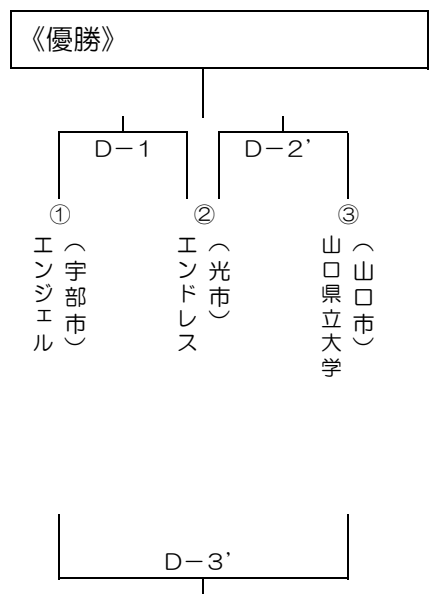 《優勝》
D－1
D－2’
①
②
③
エンジェル
（宇部市）
エンドレス
（光市）
山口県立大学
（山口市）
D－3’